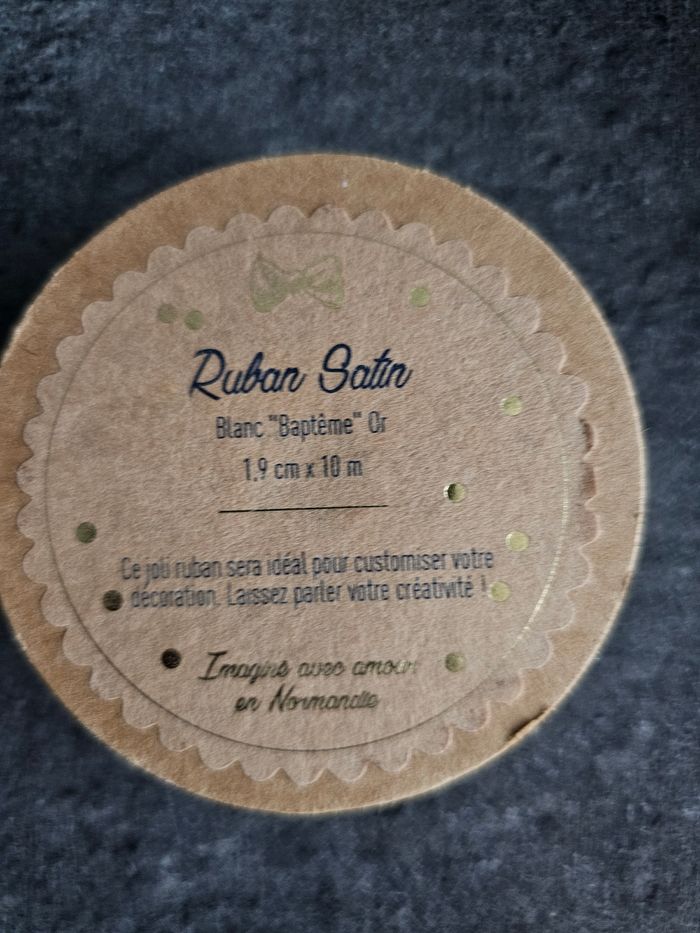 Ruban Satin
Blanc "Baptême" Or
1,9 cm x 10 m
Ce joli ruban sera idéal pour customiser votre
décoration. Laissez parler votre créativité !
Imaginé avec amour
en Normandie